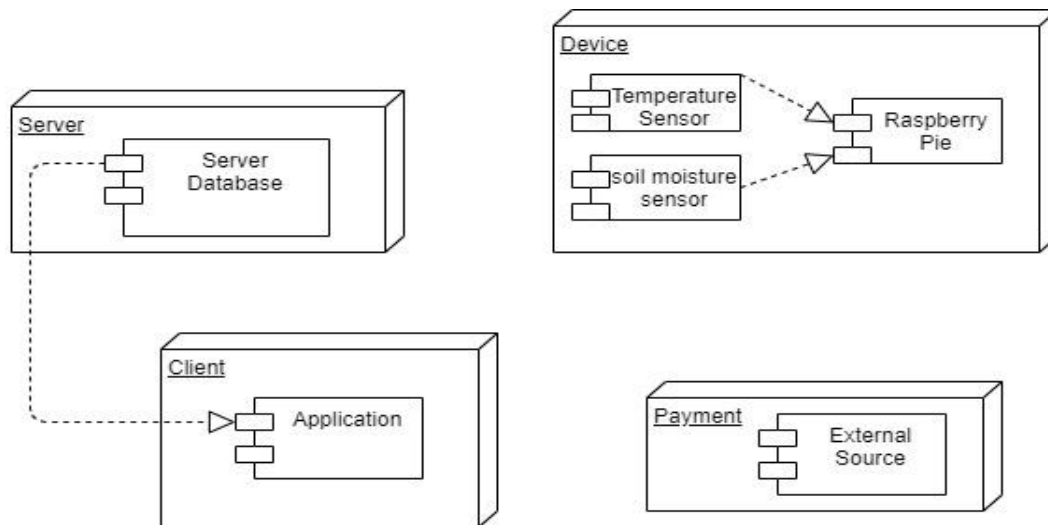 Server
Server
Database
Device
Temperature
Sensor
soil moisture
sensor
Raspberry
Pie
Client
Application
Payment
External
Source